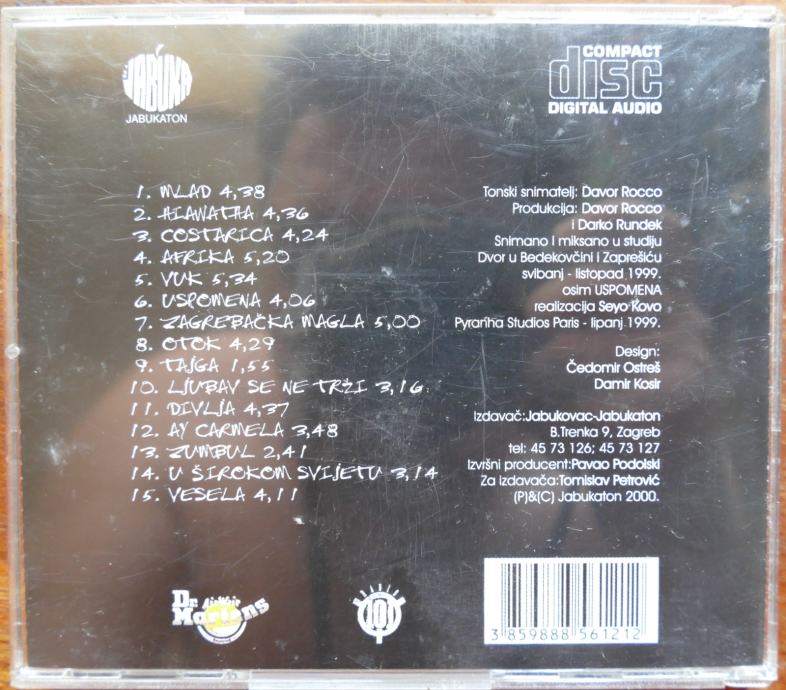 JABUKA
JABUKATON
COMPACT
disc
DIGITAL AUDIO
1. MLAD 4,38
2. HIAWATHA 4,36
3. COSTARICA 4,24
4. AFRIKA 5,20
5. VUK 5,34
6. USPOMENA 4,06
7. ZAGREBAČKA MAGLA 5,00
8. OTOK 4,29
9. TAJGA 1,55
10. LJUBAV SE NE TRŽI 3,16
11. DIVLJA 4,37
12. AY CARMELA 3,48
13. ZUMBUL 2,41
14. U ŠIROKOM SVIJETU 3,14
15. VESELA 4,11
Tonski snimatelj: Davor Rocco
Produkcija: Davor Rocco
i Darko Rundek
Snimano i miksano u studiju
Dvor u Bedekovčini i Zaprešiću
svibanj - listopad 1999.
osim USPOMENA
realizacija Seyo Kovo
Pyranha Studios Paris - lipanj 1999.
Design:
Čedomir Ostreš
Damir Kosir
Izdavač:Jabukovac-Jabukaton
B.Trenka 9, Zagreb
tel: 45 73 126; 45 73 127
Izvršni producent:Pavao Podolski
Za izdavača:Tomislav Petrović
(P)&(C) Jabukaton 2000.
Dr. AirWair
Martens
101
3 859888 561212